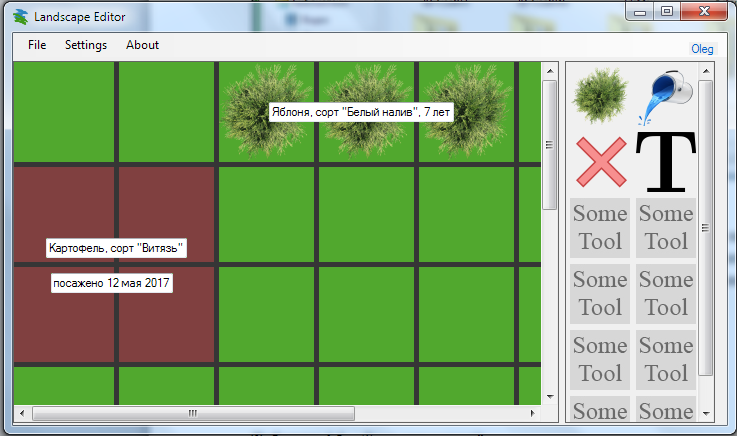 Landscape Editor
File Settings About
Oleg
Яблоня, сорт "Белый налив", 7 лет
T
Картофель, сорт "Витязь"
посажено 12 мая 2017
Some Tool
Some Tool
Some Tool
Some Tool
Some Tool
Some Tool
Some
Some